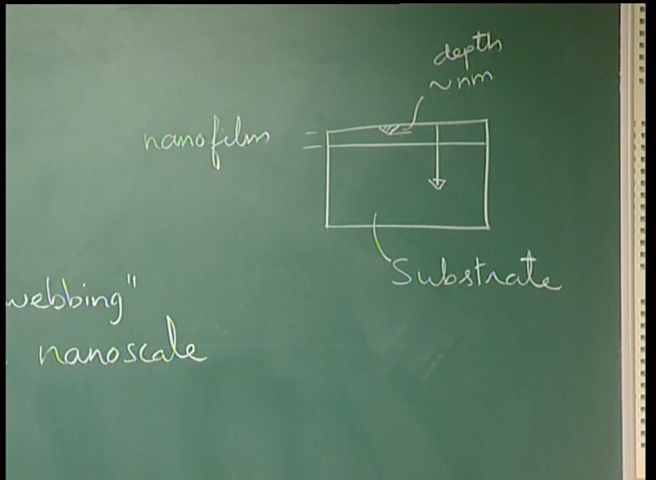 depth
~nm
nanofilm
Substrate
webbing"
nanoscale